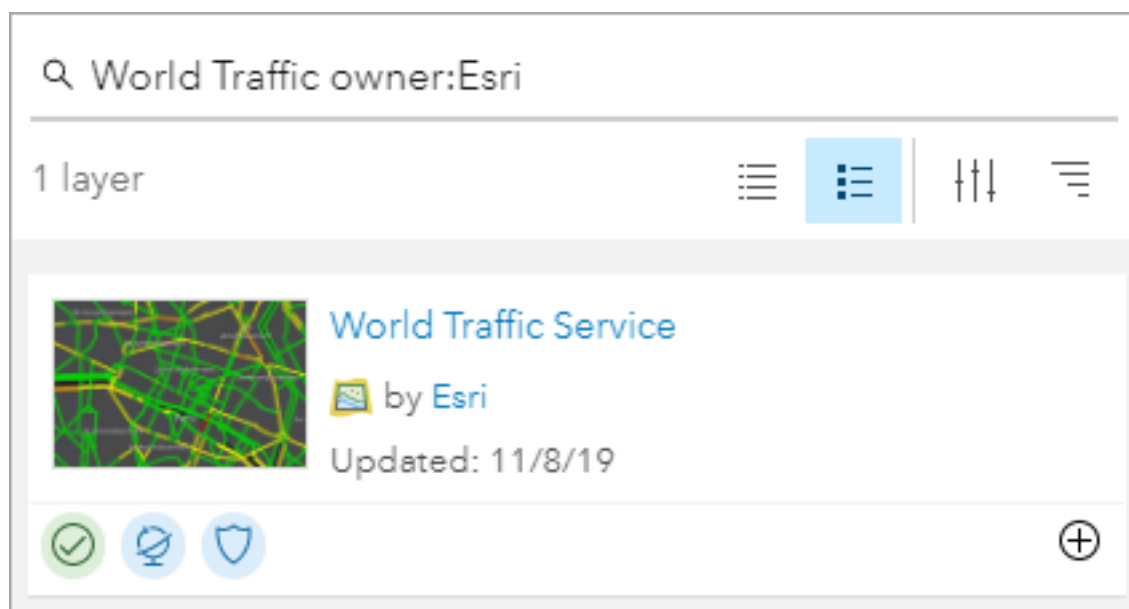 World Traffic owner:Esri
1 layer
World Traffic Service
by Esri
Updated: 11/8/19